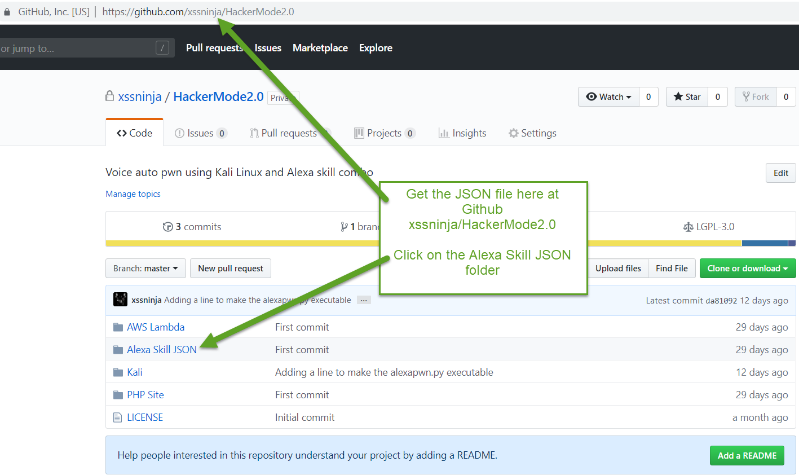 GitHub, Inc. [US] | https://github.com/xssninja/HackerMode2.0
or jump to... /
Pull requests Issues Marketplace Explore
xssninja / HackerMode2.0 Private
Watch 0 Star 0 Fork 0
Code Issues 0 Pull requests Projects 0 Insights Settings
Voice auto pwn using Kali Linux and Alexa skill combo
Edit
Manage topics
Get the JSON file here at
Github
xssninja/HackerMode2.0
Click on the Alexa Skill JSON
folder
3 commits 1 LGPL-3.0
Branch: master New pull request Upload files Find File Clone or download
xssninja Adding a line to make the alexapwn.py executable ... Latest commit da81092 12 days ago
AWS Lambda First commit 29 days ago
Alexa Skill JSON First commit 29 days ago
Kali Adding a line to make the alexapwn.py executable 12 days ago
PHP Site First commit 29 days ago
LICENSE Initial commit a month ago
Help people interested in this repository understand your project by adding a README. Add a README